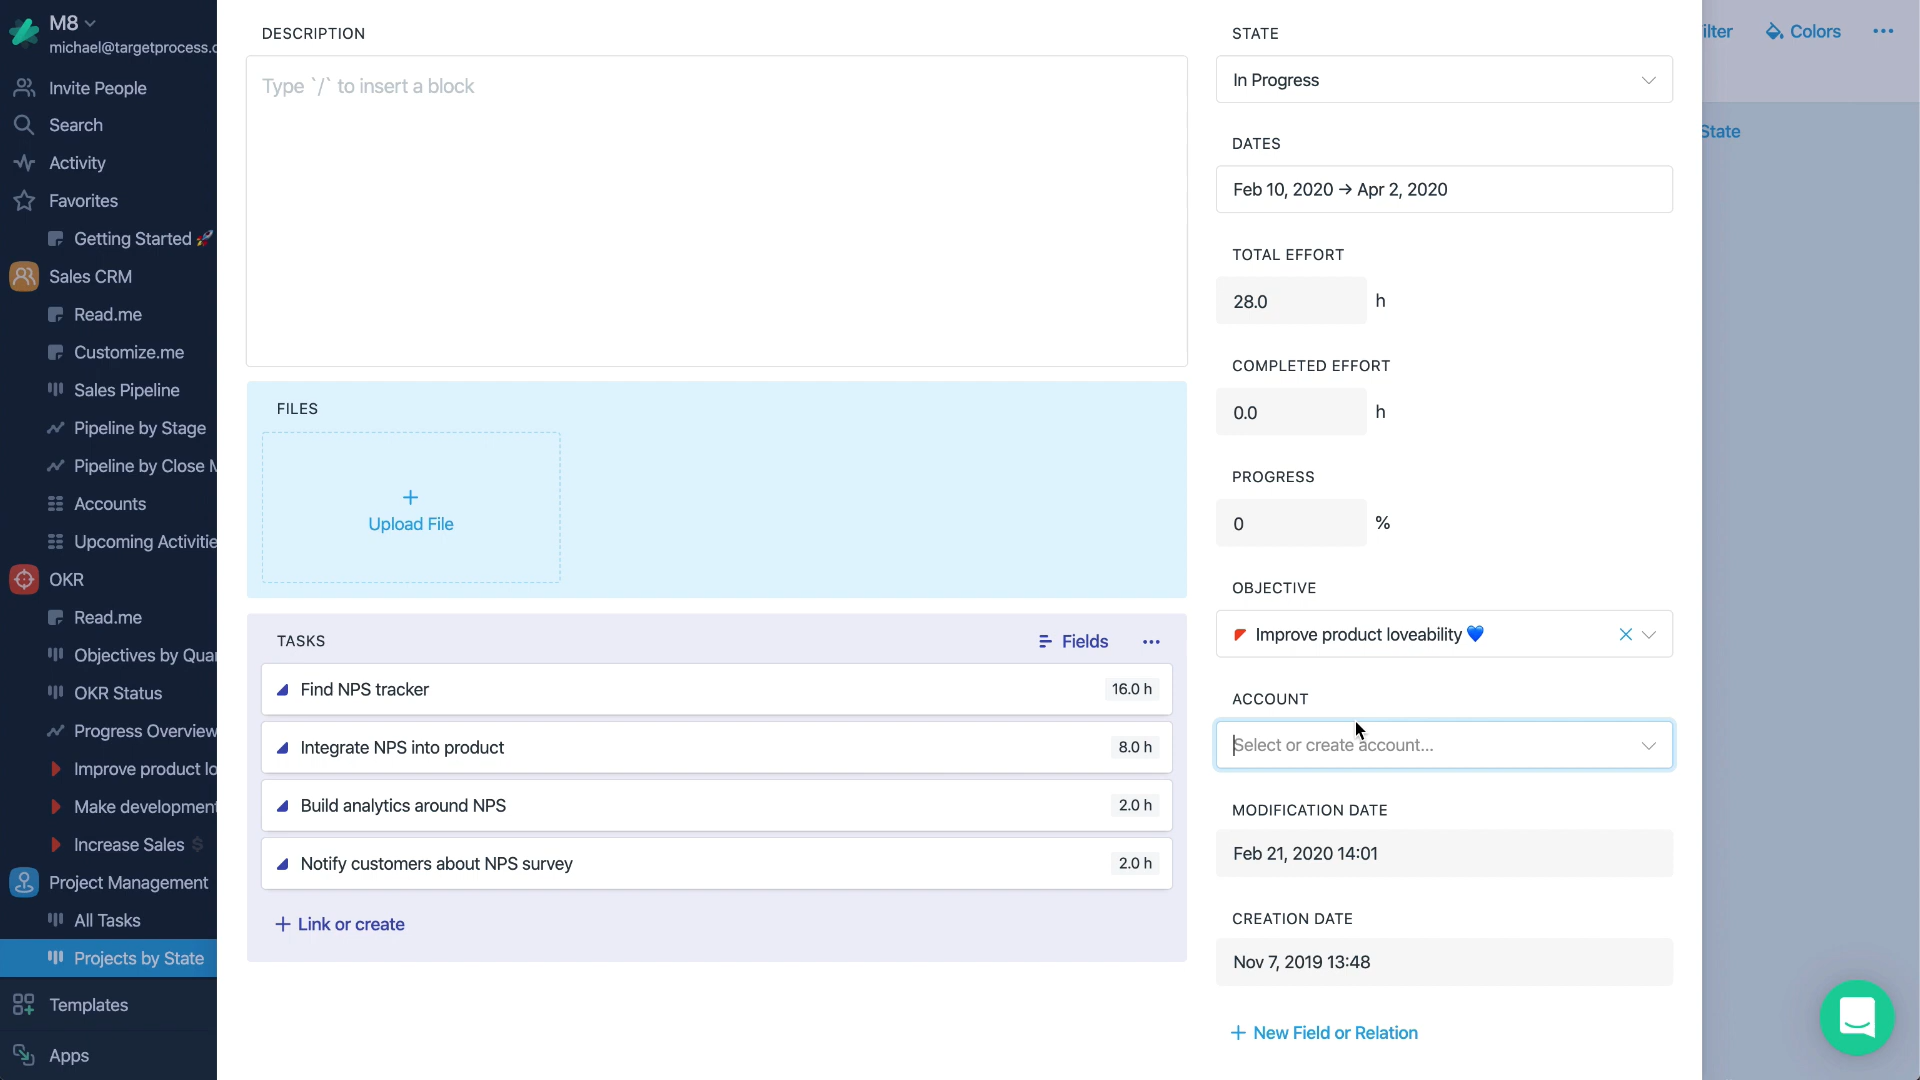 M8
michael@targetprocess.c
Invite People
Search
Activity
Favorites
Getting Started 🚀
Sales CRM
Read.me
Customize.me
Sales Pipeline
Pipeline by Stage
Pipeline by Close M
Accounts
Upcoming Activitie
OKR
Read.me
Objectives by Quar
OKR Status
Progress Overview
Improve product lo
Make development
Increase Sales $
Project Management
All Tasks
Projects by State
Templates
Apps
DESCRIPTION
Type `/` to insert a block
FILES
+
Upload File
TASKS
Fields
Find NPS tracker 16.0 h
Integrate NPS into product 8.0 h
Build analytics around NPS 2.0 h
Notify customers about NPS survey 2.0 h
+ Link or create
STATE
In Progress
DATES
Feb 10, 2020 → Apr 2, 2020
TOTAL EFFORT
28.0 h
COMPLETED EFFORT
0.0 h
PROGRESS
0 %
OBJECTIVE
Improve product loveability 💙
ACCOUNT
Select or create account...
MODIFICATION DATE
Feb 21, 2020 14:01
CREATION DATE
Nov 7, 2019 13:48
+ New Field or Relation
ilter
Colors
State